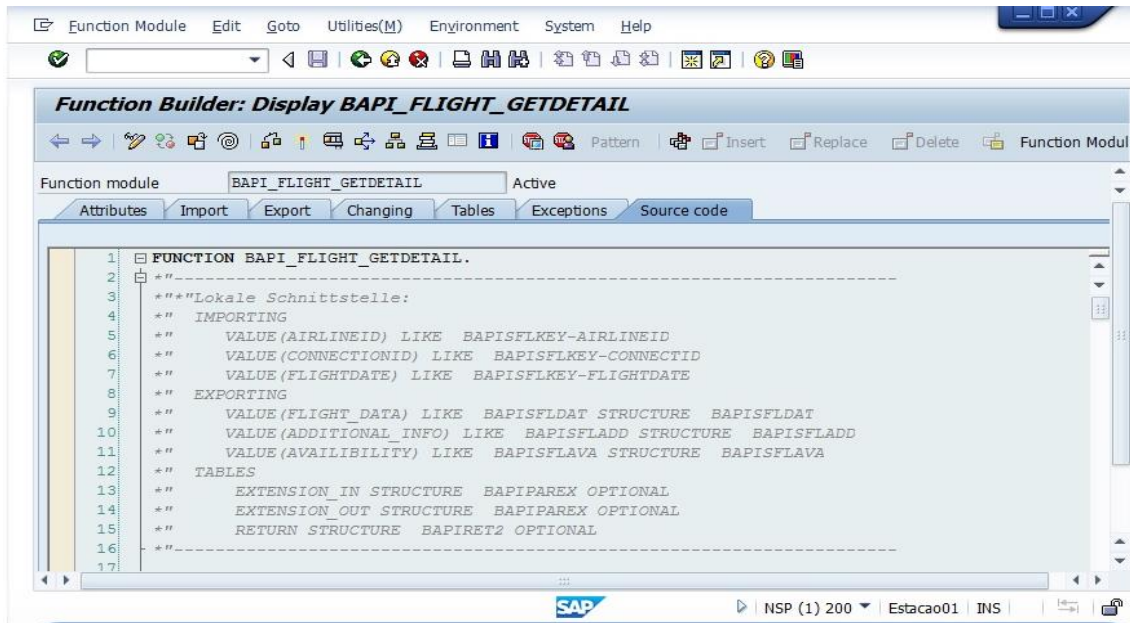 Function Module Edit Goto Utilities(M) Environment System Help
Function Builder: Display BAPI_FLIGHT_GETDETAIL
Pattern Insert Replace Delete Function Modul
Function module BAPI_FLIGHT_GETDETAIL Active
Attributes Import Export Changing Tables Exceptions Source code
1 FUNCTION BAPI_FLIGHT_GETDETAIL.
2 *"----------------------------------------------------------------------
3 *"*"Lokale Schnittstelle:
4 *"  IMPORTING
5 *"     VALUE(AIRLINEID) LIKE  BAPISFLKEY-AIRLINEID
6 *"     VALUE(CONNECTIONID) LIKE  BAPISFLKEY-CONNECTID
7 *"     VALUE(FLIGHTDATE) LIKE  BAPISFLKEY-FLIGHTDATE
8 *"  EXPORTING
9 *"     VALUE(FLIGHT_DATA) LIKE  BAPISFLDAT STRUCTURE  BAPISFLDAT
10 *"     VALUE(ADDITIONAL_INFO) LIKE  BAPISFLADD STRUCTURE  BAPISFLADD
11 *"     VALUE(AVAILIBILITY) LIKE  BAPISFLAVA STRUCTURE  BAPISFLAVA
12 *"  TABLES
13 *"      EXTENSION_IN STRUCTURE  BAPIPAREX OPTIONAL
14 *"      EXTENSION_OUT STRUCTURE  BAPIPAREX OPTIONAL
15 *"      RETURN STRUCTURE  BAPIRET2 OPTIONAL
16 *"----------------------------------------------------------------------
17
SAP NSP (1) 200 Estacao01 INS